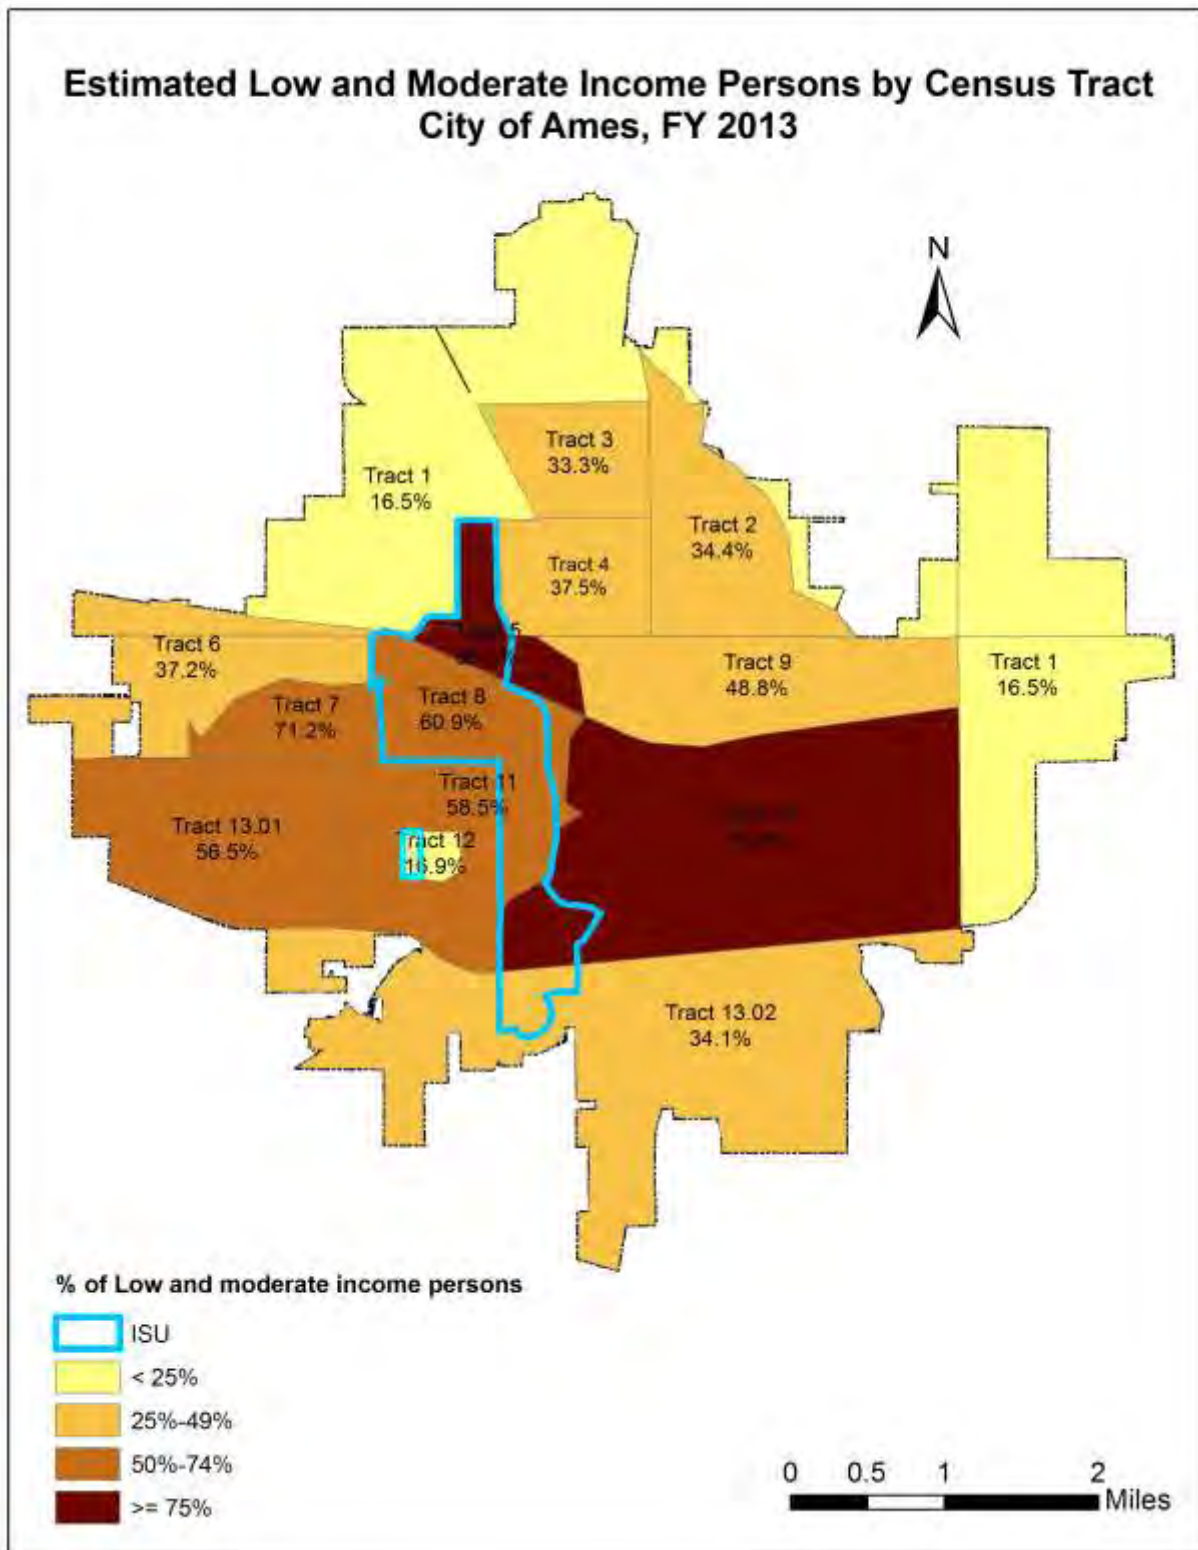 Estimated Low and Moderate Income Persons by Census Tract
City of Ames, FY 2013
N
Tract 3
33.3%
Tract 1
16.5%
Tract 2
34.4%
Tract 4
37.5%
5
Tract 6
37.2%
Tract 9
48.8%
Tract 1
16.5%
Tract 7
71.2%
Tract 8
60.9%
Tract 11
58.5%
Tract 13.01
56.5%
Tract 12
16.9%
Tract 13.02
34.1%
% of Low and moderate income persons
ISU
< 25%
25%-49%
50%-74%
>= 75%
0 0.5 1 2
Miles